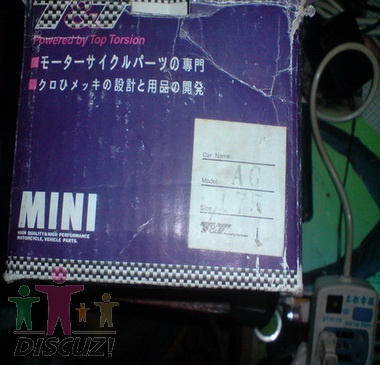 T&T
Powered by Top Torsion
■モーターサイクルパーツの專門
■クロひメッキの設計と用品の開発
Car Name:
Model: AC
Size:
T&T
MINI
HIGH QUALITY&HIGH PERFORMANCE
MOTORCYCLE, VEHICLE PARTS.
DISCUZ!